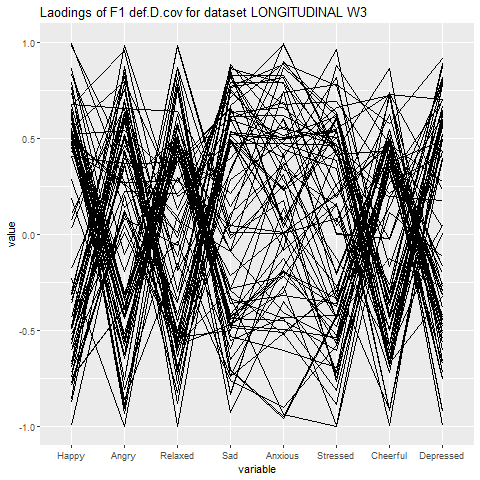 Laodings of F1 def.D.cov for dataset LONGITUDINAL W3
1.0
0.5
0.0
-0.5
-1.0
value
Happy Angry Relaxed Sad Anxious Stressed Cheerful Depressed
variable